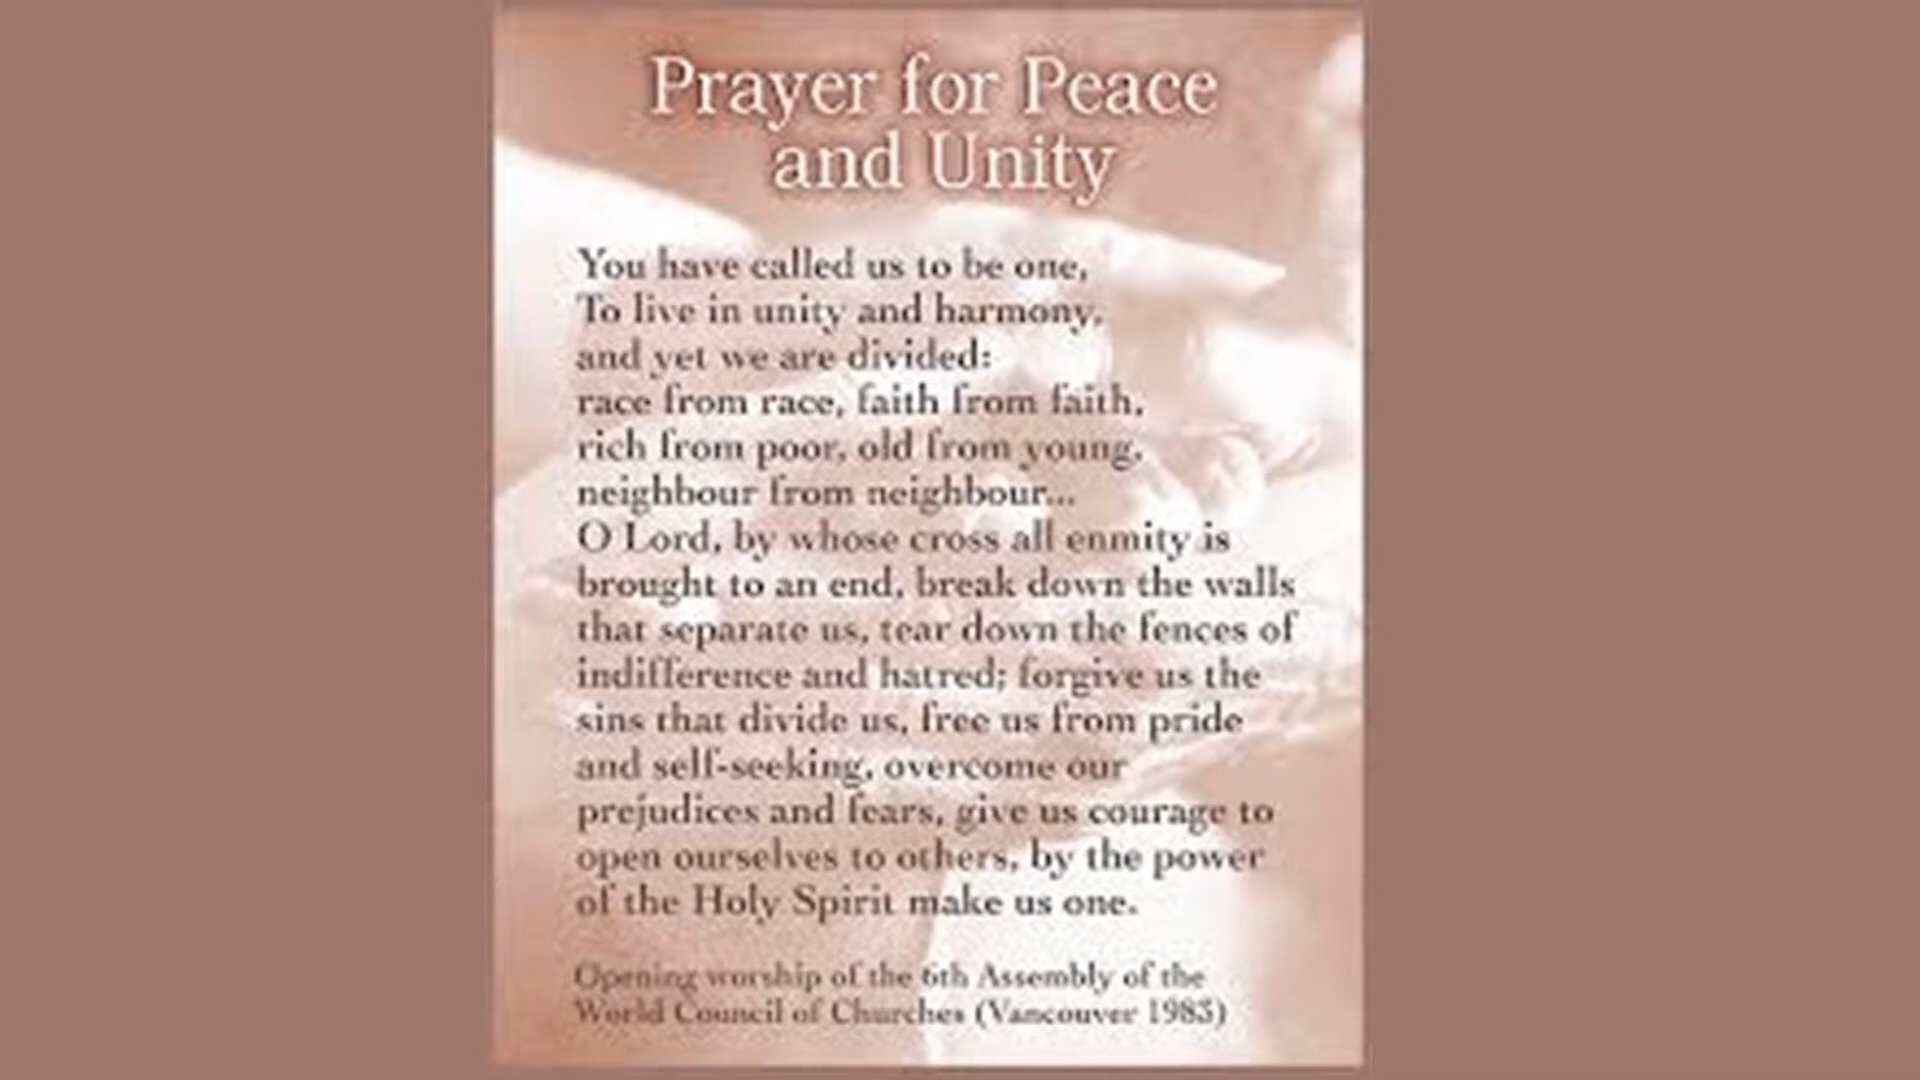 Prayer for Peace
and Unity
You have called us to be one,
To live in unity and harmony,
and yet we are divided:
race from race, faith from faith,
rich from poor, old from young,
neighbour from neighbour...
O Lord, by whose cross all enmity is
brought to an end, break down the walls
that separate us, tear down the fences of
indifference and hatred; forgive us the
sins that divide us, free us from pride
and self-seeking, overcome our
prejudices and fears, give us courage to
open ourselves to others, by the power
of the Holy Spirit make us one.
Opening worship of the 6th Assembly of the
World Council of Churches (Vancouver 1983)